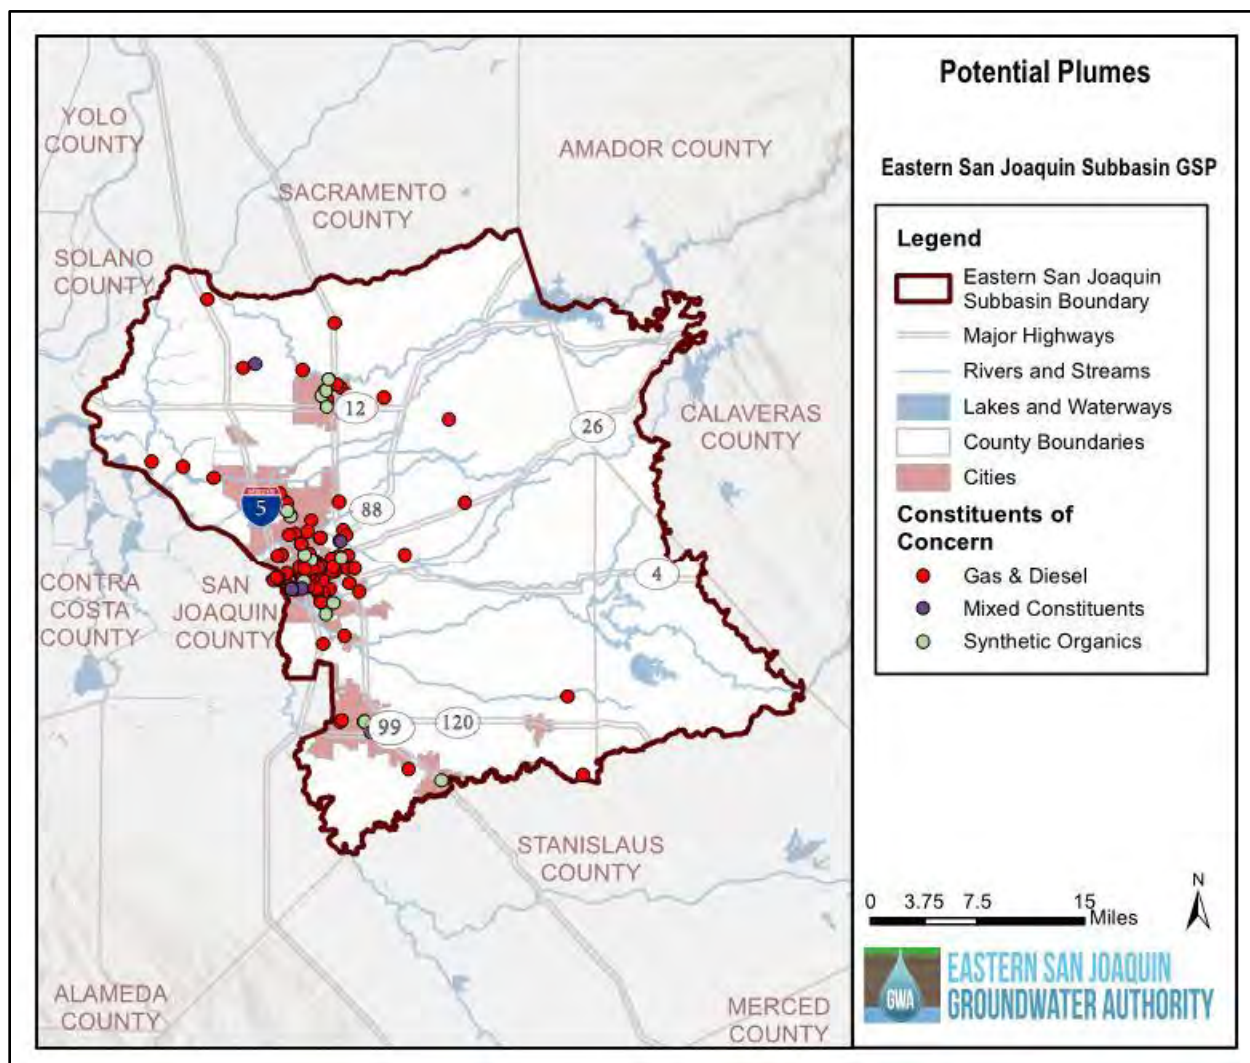 Potential Plumes
Eastern San Joaquin Subbasin GSP
Legend
Eastern San Joaquin
Subbasin Boundary
Major Highways
Rivers and Streams
Lakes and Waterways
County Boundaries
Cities
Constituents of
Concern
Gas & Diesel
Mixed Constituents
Synthetic Organics
YOLO
COUNTY
AMADOR COUNTY
SACRAMENTO
COUNTY
SOLANO
COUNTY
12
26
CALAVERAS
COUNTY
5
88
4
CONTRA
COSTA
COUNTY
SAN
JOAQUIN
COUNTY
99
120
STANISLAUS
COUNTY
ALAMEDA
COUNTY
MERCED
COUNTY
N
0 3.75 7.5 15
Miles
GWA
EASTERN SAN JOAQUIN
GROUNDWATER AUTHORITY